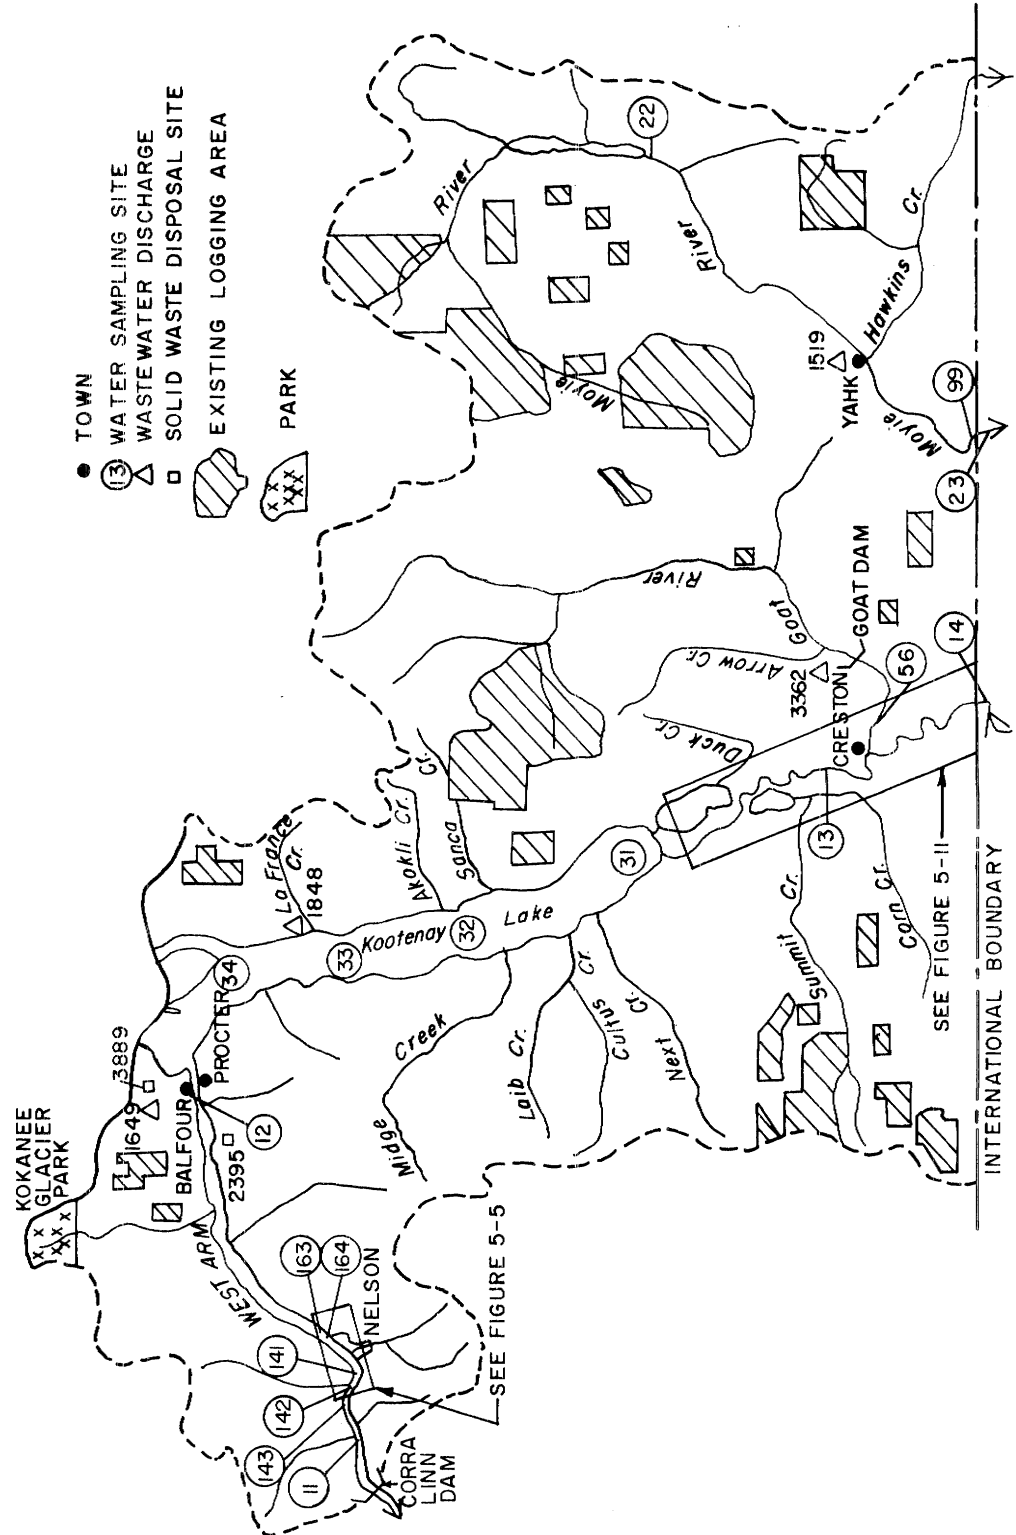 TOWN
13 WATER SAMPLING SITE
WASTEWATER DISCHARGE
SOLID WASTE DISPOSAL SITE
EXISTING LOGGING AREA
PARK
KOKANEE
GLACIER
PARK
1649
3889
BALFOUR
PROCTER
34
12
2395
WEST ARM
163
164
NELSON
141
142
143
11
CORRA
LINN
DAM
SEE FIGURE 5-5
La France
Cr.
1848
33
Kootenay
32
Lake
31
Akokli Cr.
Sanca
Cr.
Midge
Creek
Laib Cr.
Cultus
Cr.
Next
Cr.
Summit
Cr.
Corn Cr.
13
Duck Cr.
Arrow Cr.
Goat
River
3362
CRESTON
GOAT DAM
56
14
23
99
SEE FIGURE 5-11
INTERNATIONAL BOUNDARY
River
Moyie
River
22
1519
YAHK
Moyie
Hawkins
Cr.